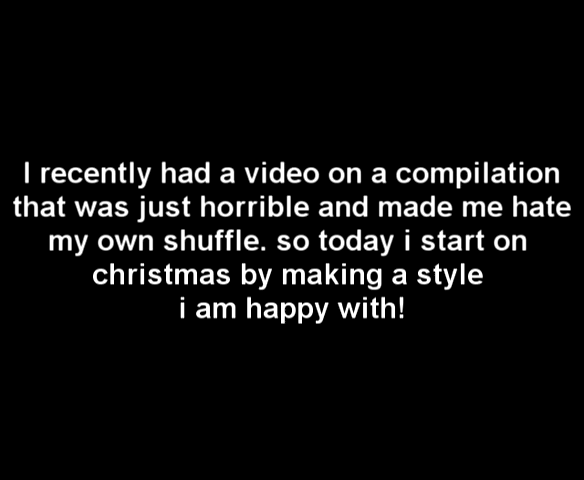 I recently had a video on a compilation
that was just horrible and made me hate
my own shuffle. so today i start on
christmas by making a style
i am happy with!